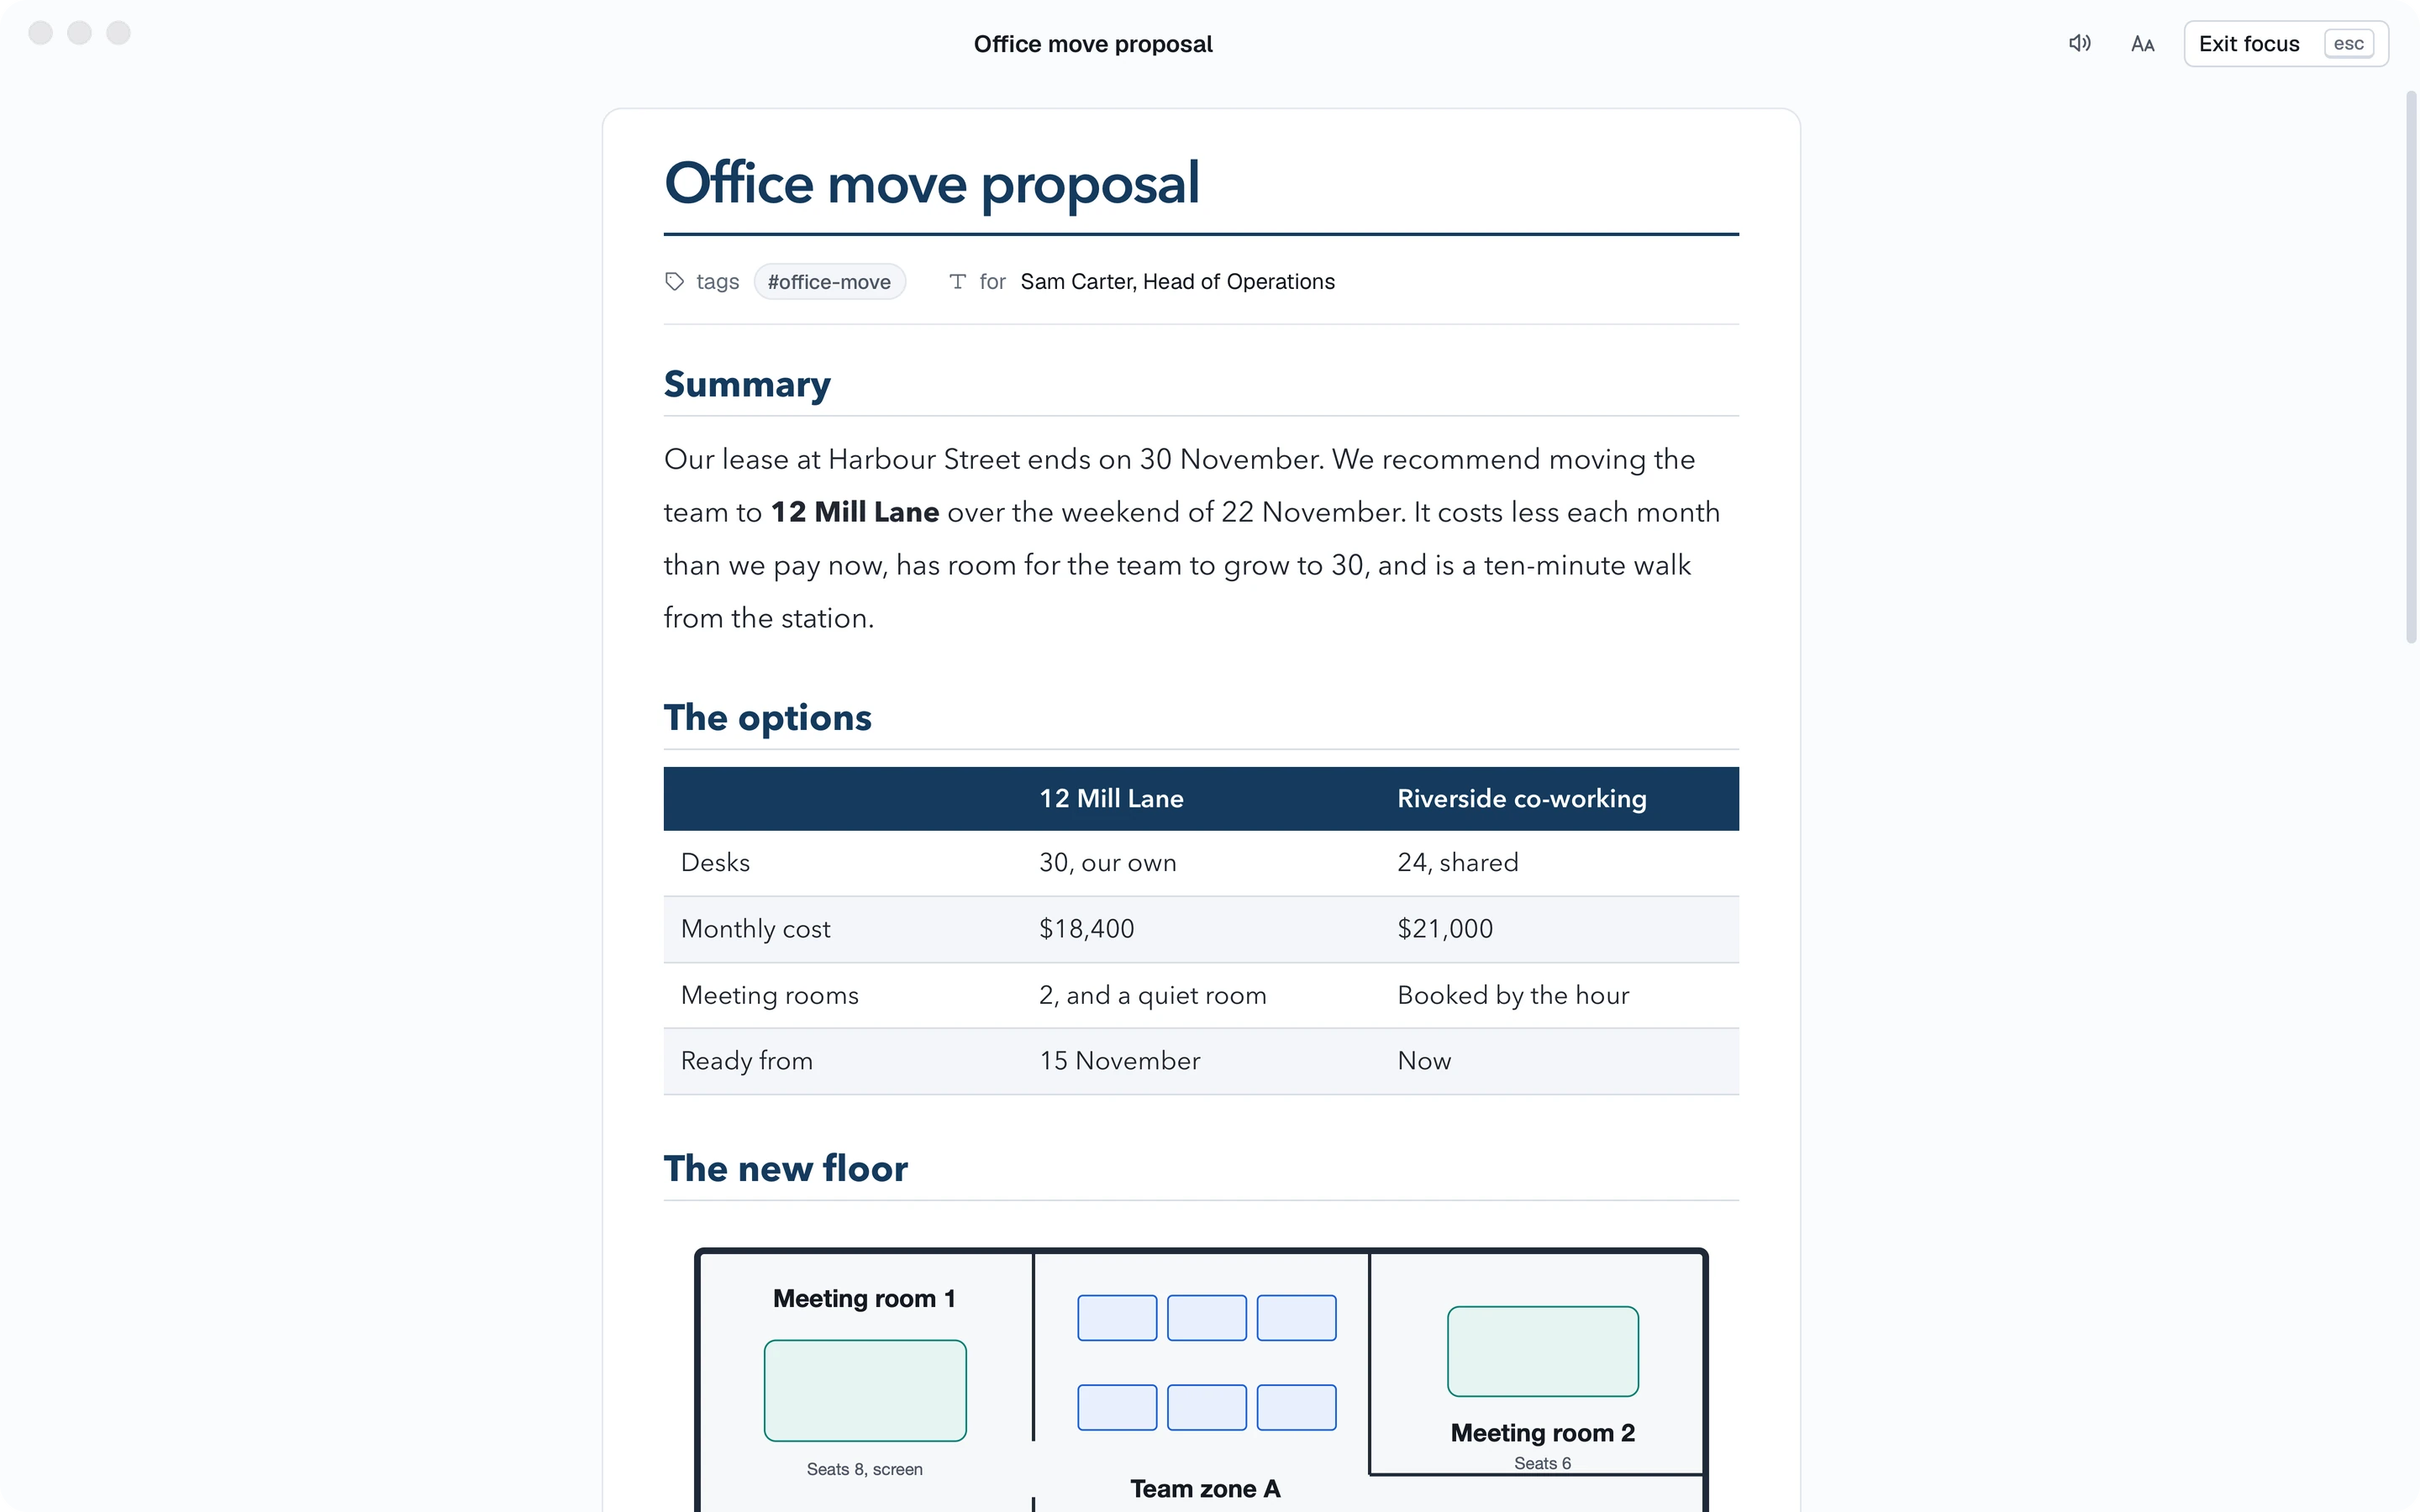 Office move proposal
Exit focus esc
Office move proposal
tags #office-move for Sam Carter, Head of Operations
Summary
Our lease at Harbour Street ends on 30 November. We recommend moving the
team to 12 Mill Lane over the weekend of 22 November. It costs less each month
than we pay now, has room for the team to grow to 30, and is a ten-minute walk
from the station.
The options
12 Mill Lane Riverside co-working
Desks 30, our own 24, shared
Monthly cost $18,400 $21,000
Meeting rooms 2, and a quiet room Booked by the hour
Ready from 15 November Now
The new floor
Meeting room 1
Seats 8, screen
Team zone A
Meeting room 2
Seats 6